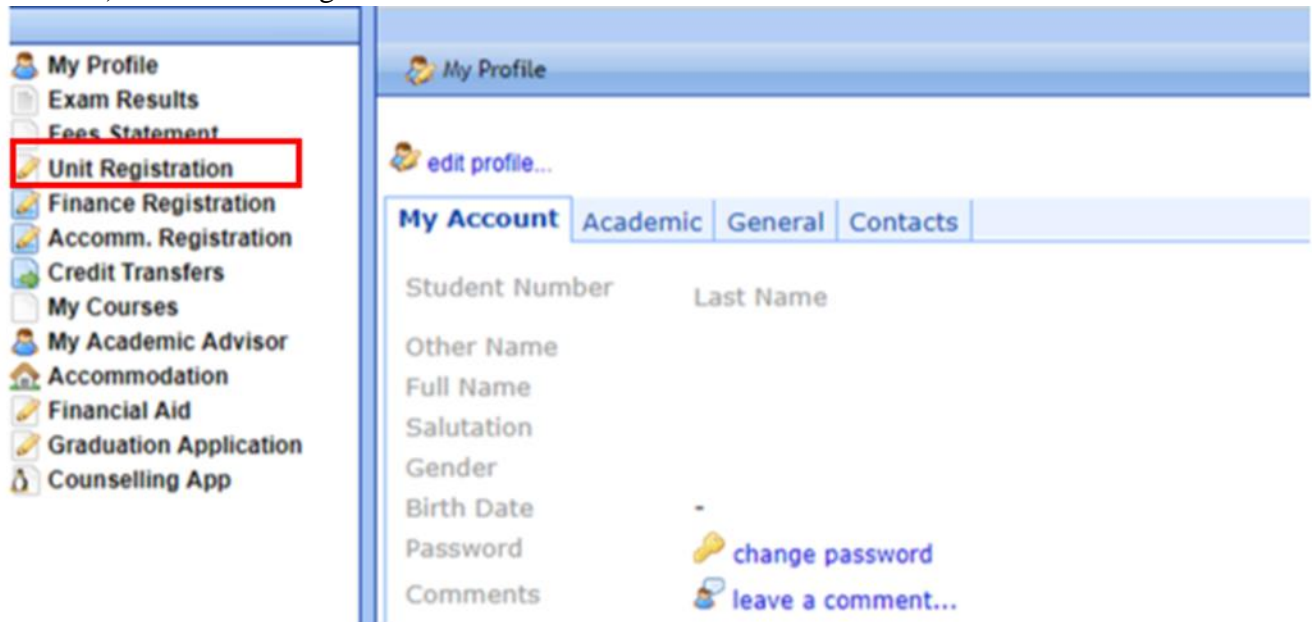 My Profile
Exam Results
Fees Statement
Unit Registration
Finance Registration
Accomm. Registration
Credit Transfers
My Courses
My Academic Advisor
Accommodation
Financial Aid
Graduation Application
Counselling App
My Profile
edit profile...
My Account Academic General Contacts
Student Number Last Name
Other Name
Full Name
Salutation
Gender
Birth Date -
Password change password
Comments leave a comment...